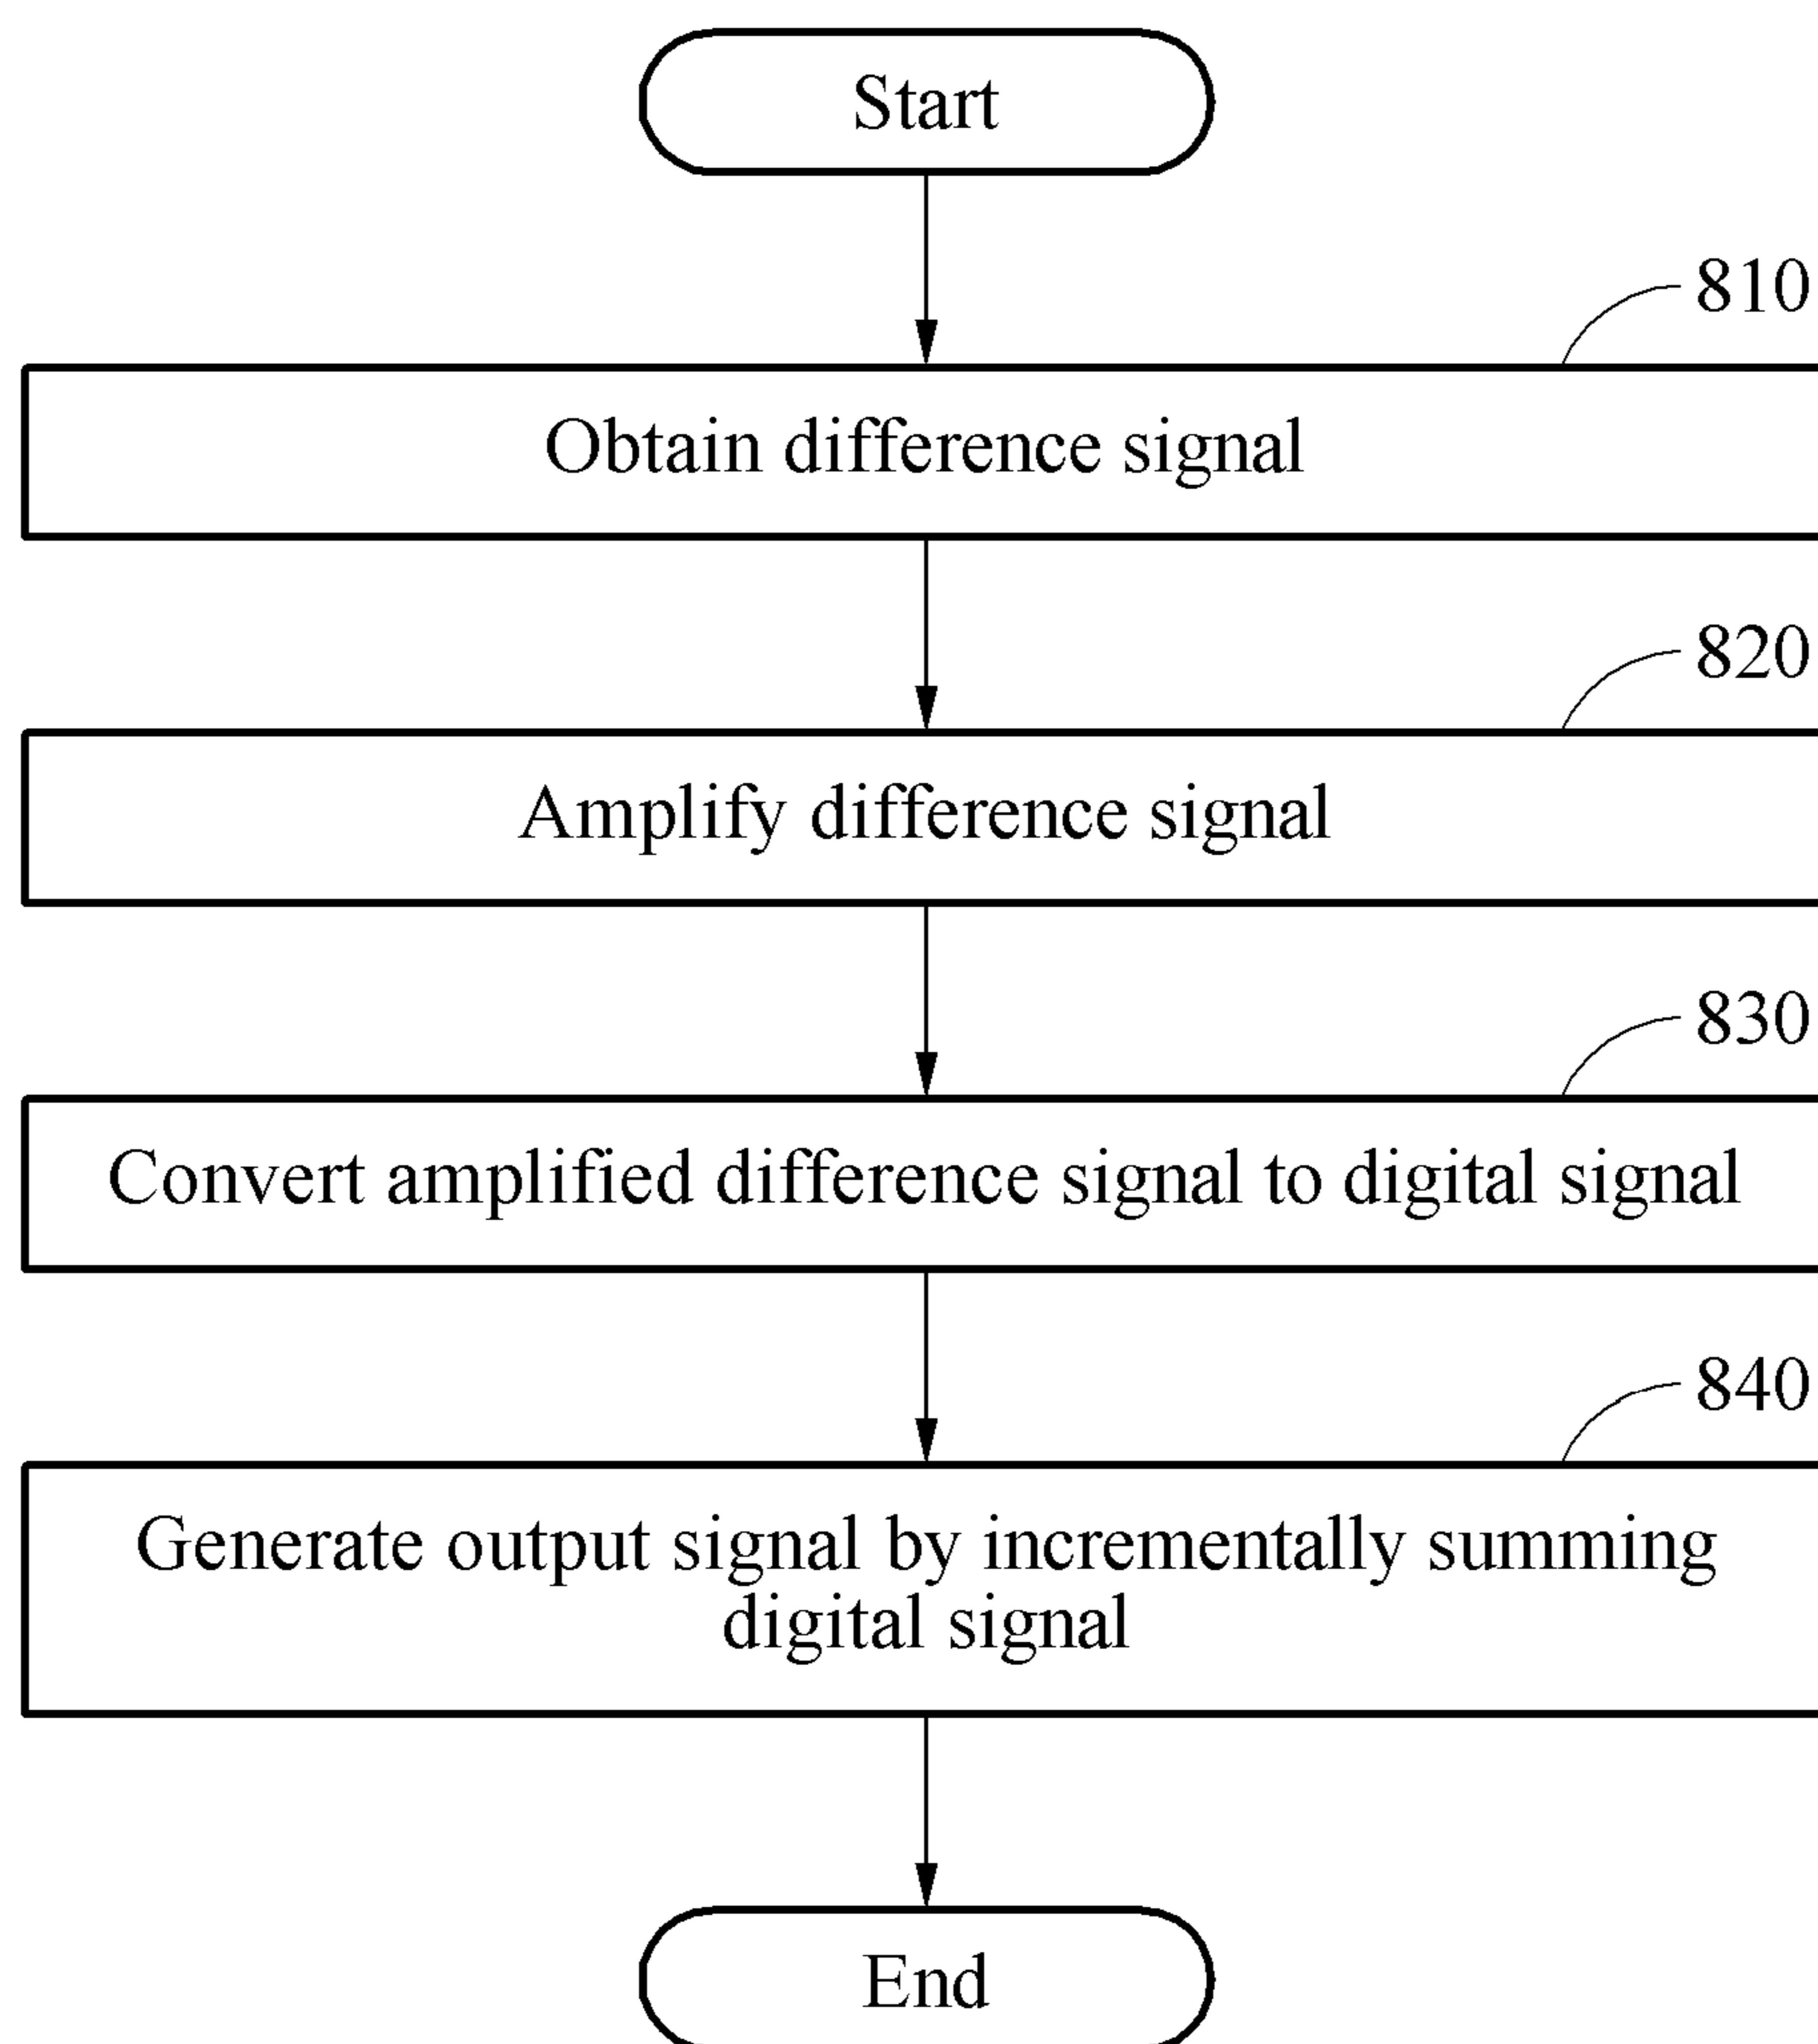 Start
810
Obtain difference signal
820
Amplify difference signal
830
Convert amplified difference signal to digital signal
840
Generate output signal by incrementally summing
digital signal
End